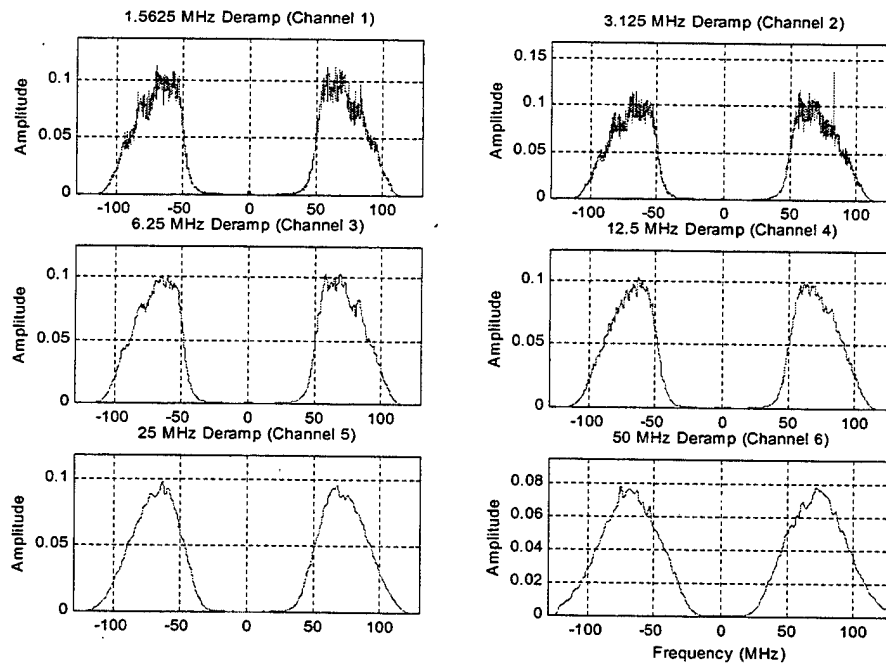 1.5625 MHz Deramp (Channel 1)
Amplitude
0.1
0.05
0
-100 -50 0 50 100
3.125 MHz Deramp (Channel 2)
Amplitude
0.15
0.1
0.05
0
-100 -50 0 50 100
6.25 MHz Deramp (Channel 3)
Amplitude
0.1
0.05
0
-100 -50 0 50 100
12.5 MHz Deramp (Channel 4)
Amplitude
0.1
0.05
0
-100 -50 0 50 100
25 MHz Deramp (Channel 5)
Amplitude
0.1
0.05
0
-100 -50 0 50 100
50 MHz Deramp (Channel 6)
Amplitude
0.08
0.06
0.04
0.02
0
-100 -50 0 50 100
Frequency (MHz)